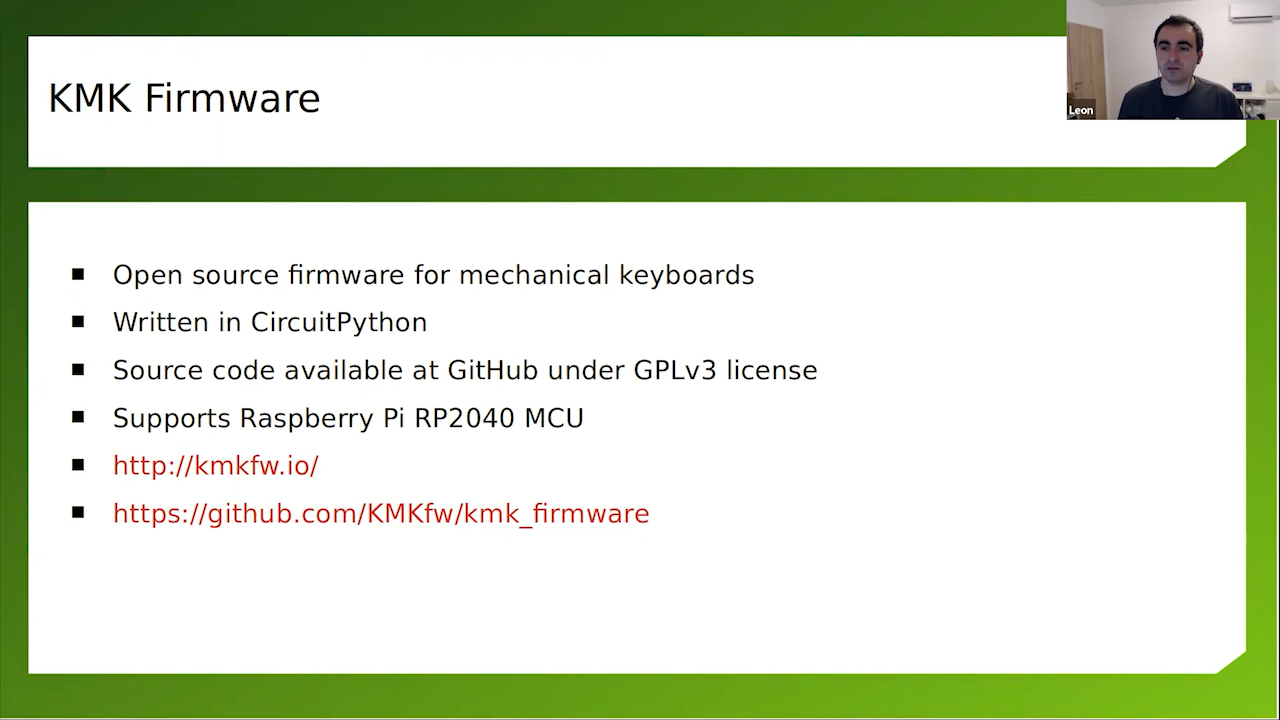 KMK Firmware
Leon
Open source firmware for mechanical keyboards
Written in CircuitPython
Source code available at GitHub under GPLv3 license
Supports Raspberry Pi RP2040 MCU
http://kmkfw.io/
https://github.com/KMKfw/kmk_firmware